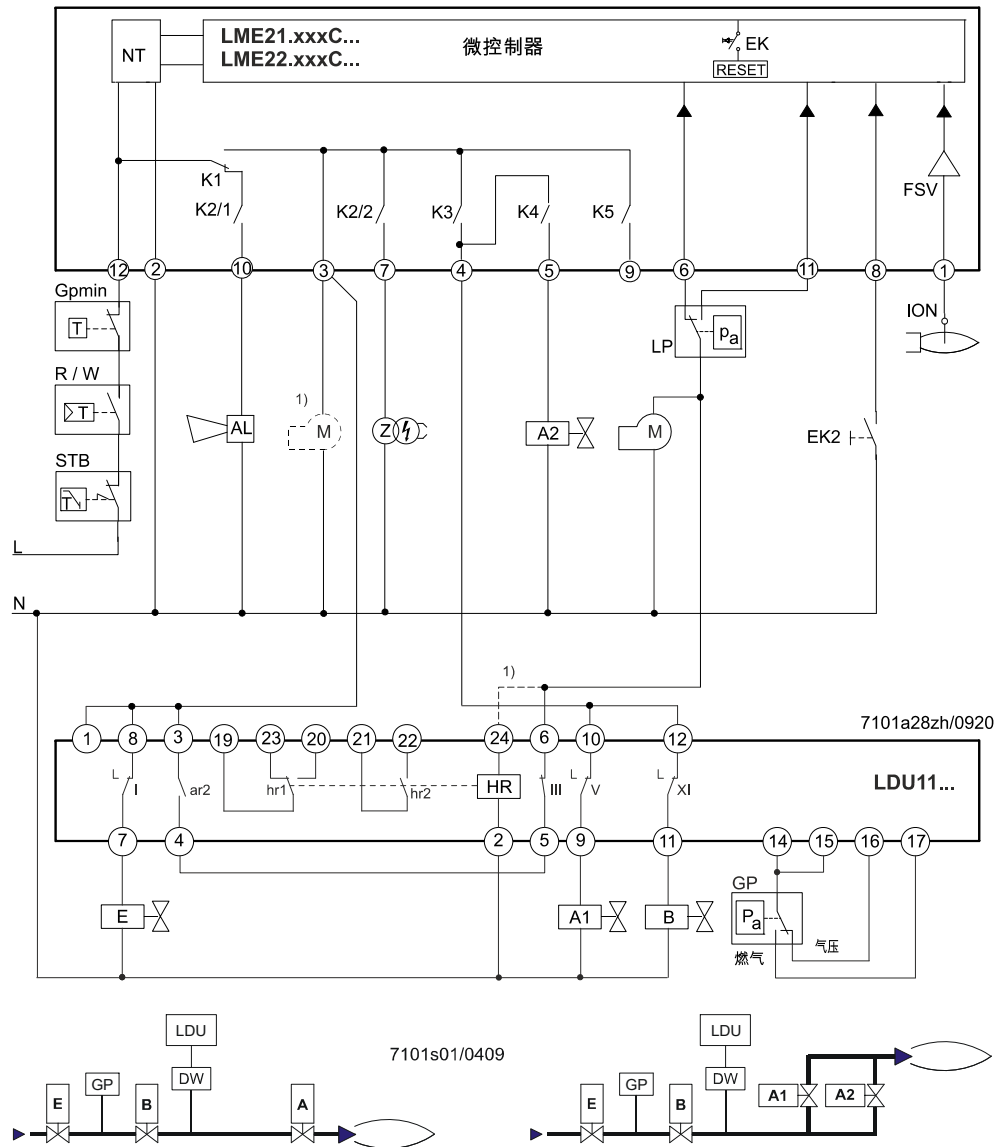 NT
LME21.xxxC...
LME22.xxxC...
微控制器
EK
RESET
FSV
K1
K2/1
K2/2
K3
K4
K5
12
2
10
3
7
4
5
9
6
11
8
1
Gpmin
T
R / W
T
STB
T
L
N
AL
1)
M
Z
A2
LP
pa
M
EK2
ION
1)
7101a28zh/0920
1
8
3
19
23
20
21
22
24
6
10
12
L
I
ar2
hr1
hr2
HR
III
L
V
L
XI
LDU11...
7
4
2
5
9
11
14
15
16
17
E
A1
B
GP
Pa
气压
燃气
7101s01/0409
LDU
DW
E
GP
B
A
LDU
DW
E
GP
B
A1
A2